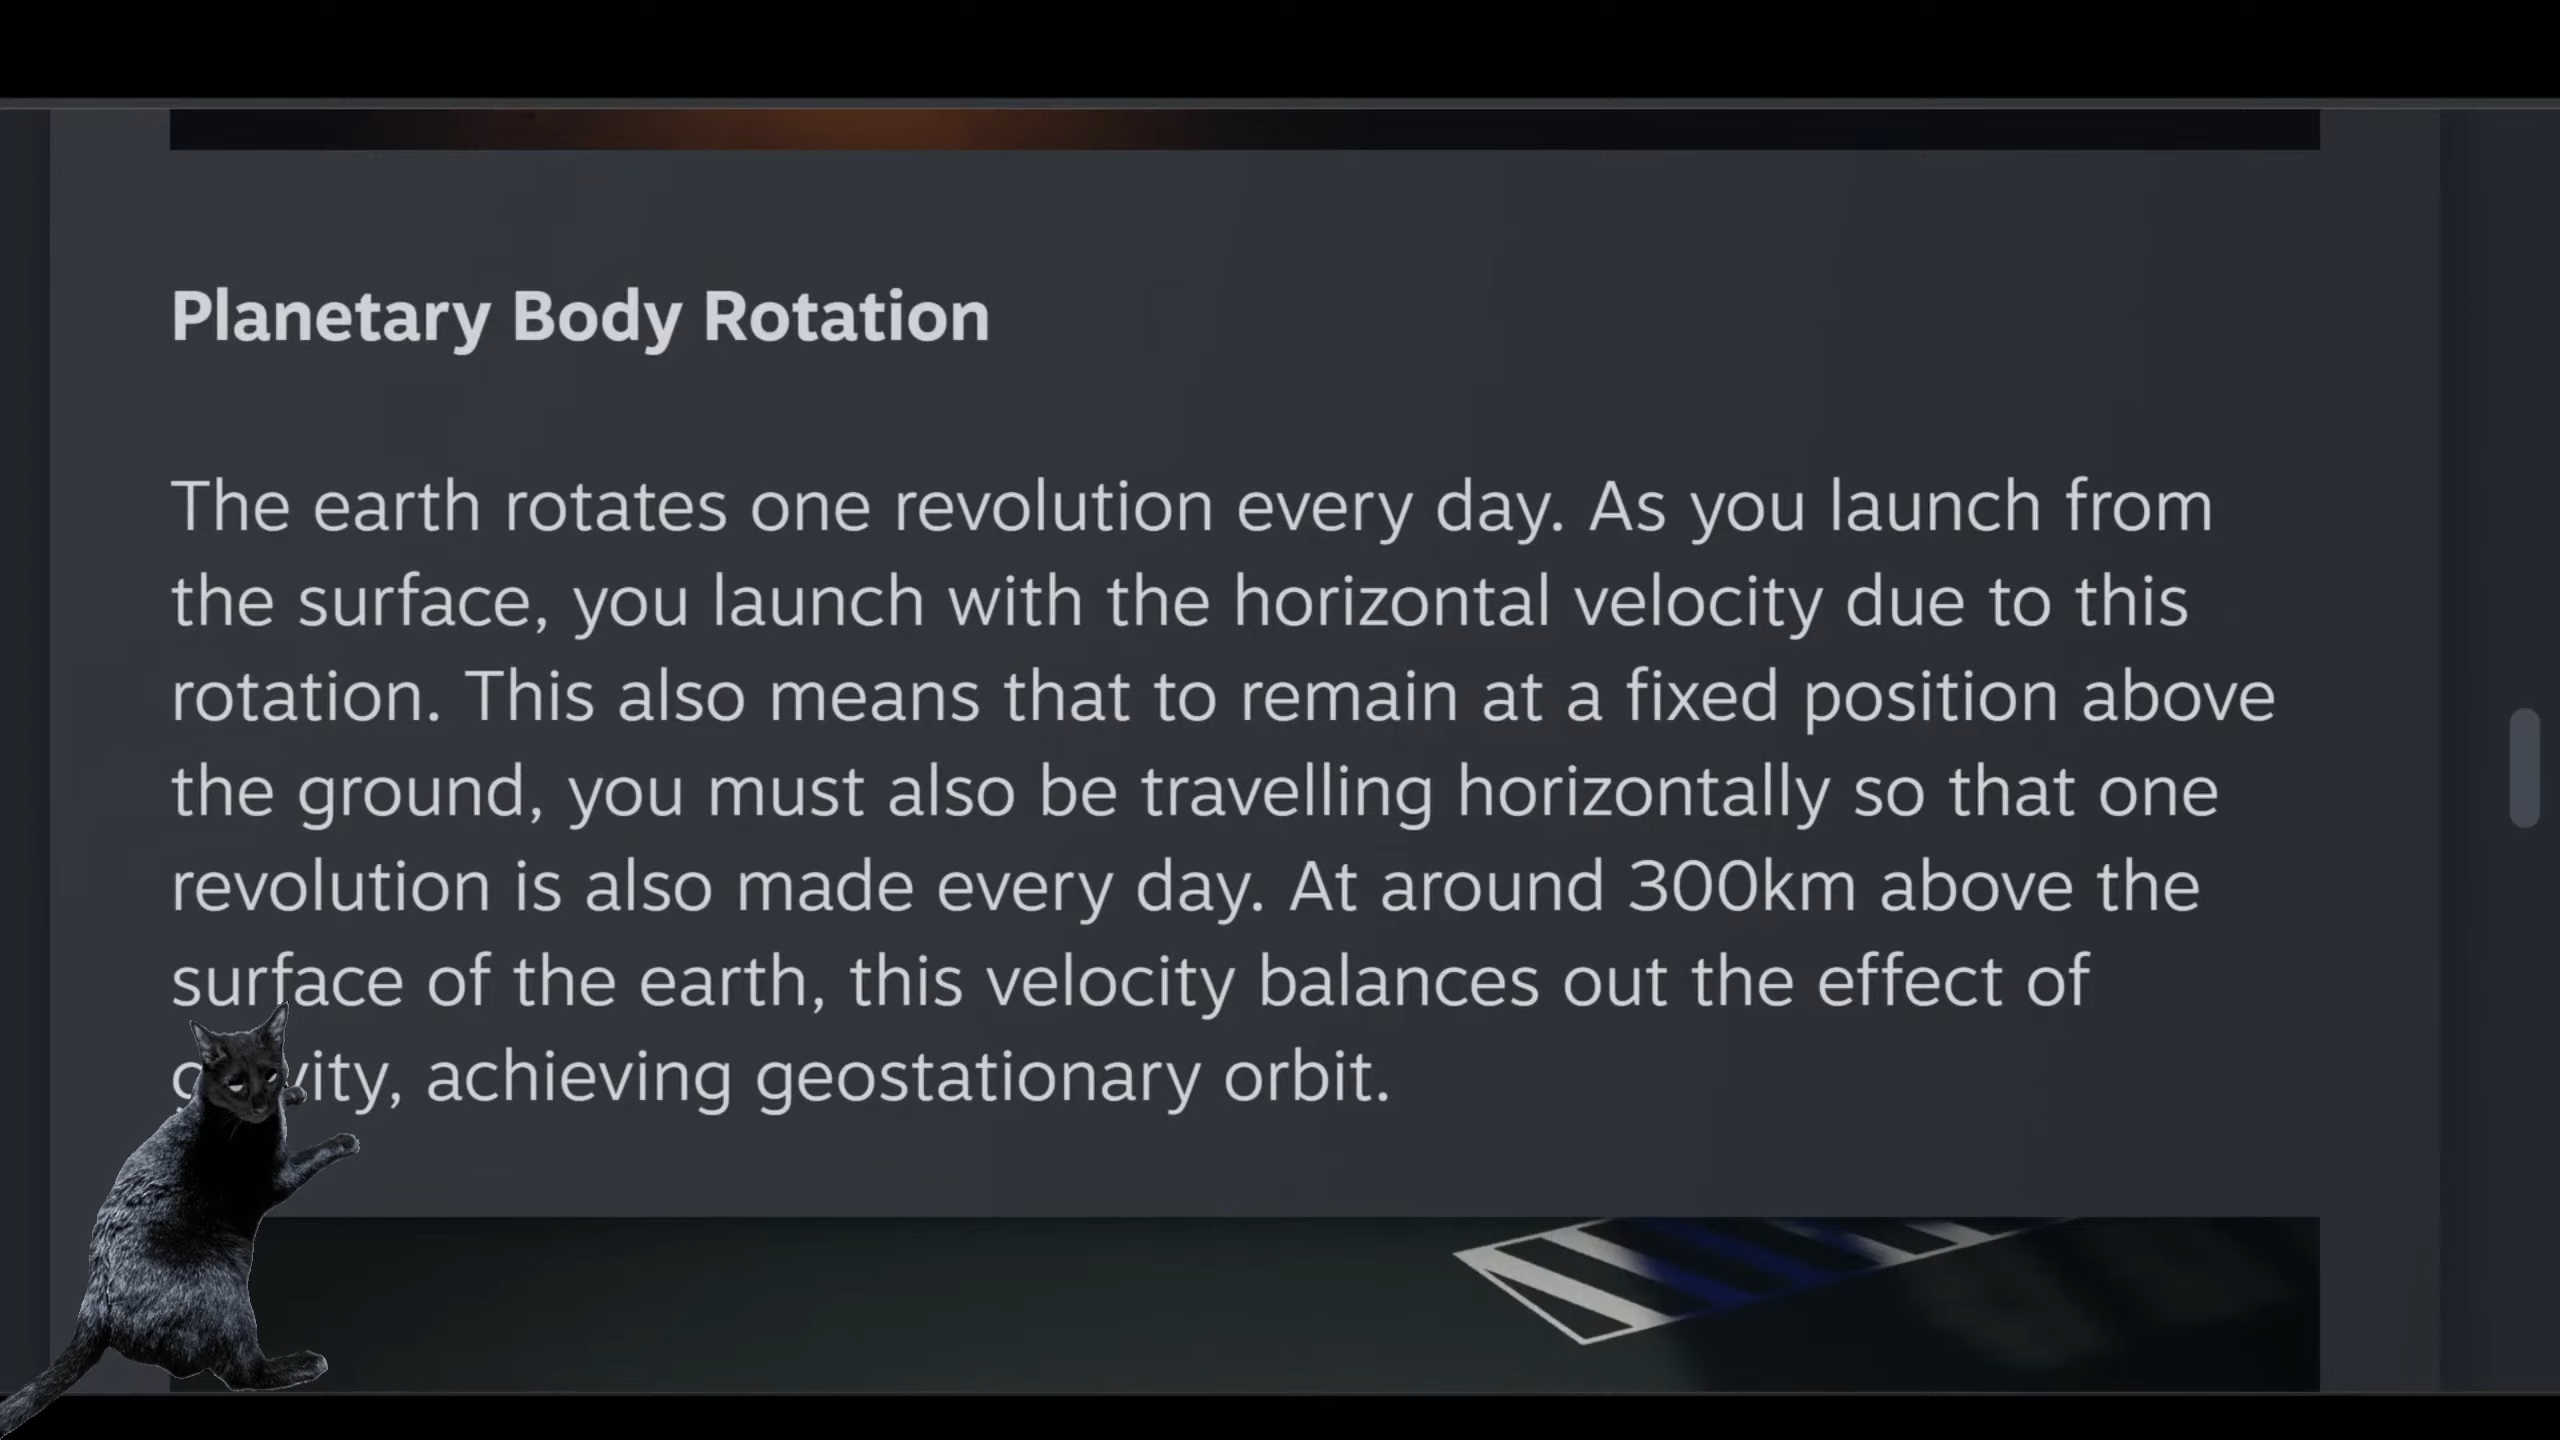 Planetary Body Rotation
The earth rotates one revolution every day. As you launch from
the surface, you launch with the horizontal velocity due to this
rotation. This also means that to remain at a fixed position above
the ground, you must also be travelling horizontally so that one
revolution is also made every day. At around 300km above the
surface of the earth, this velocity balances out the effect of
achieving geostationary orbit.